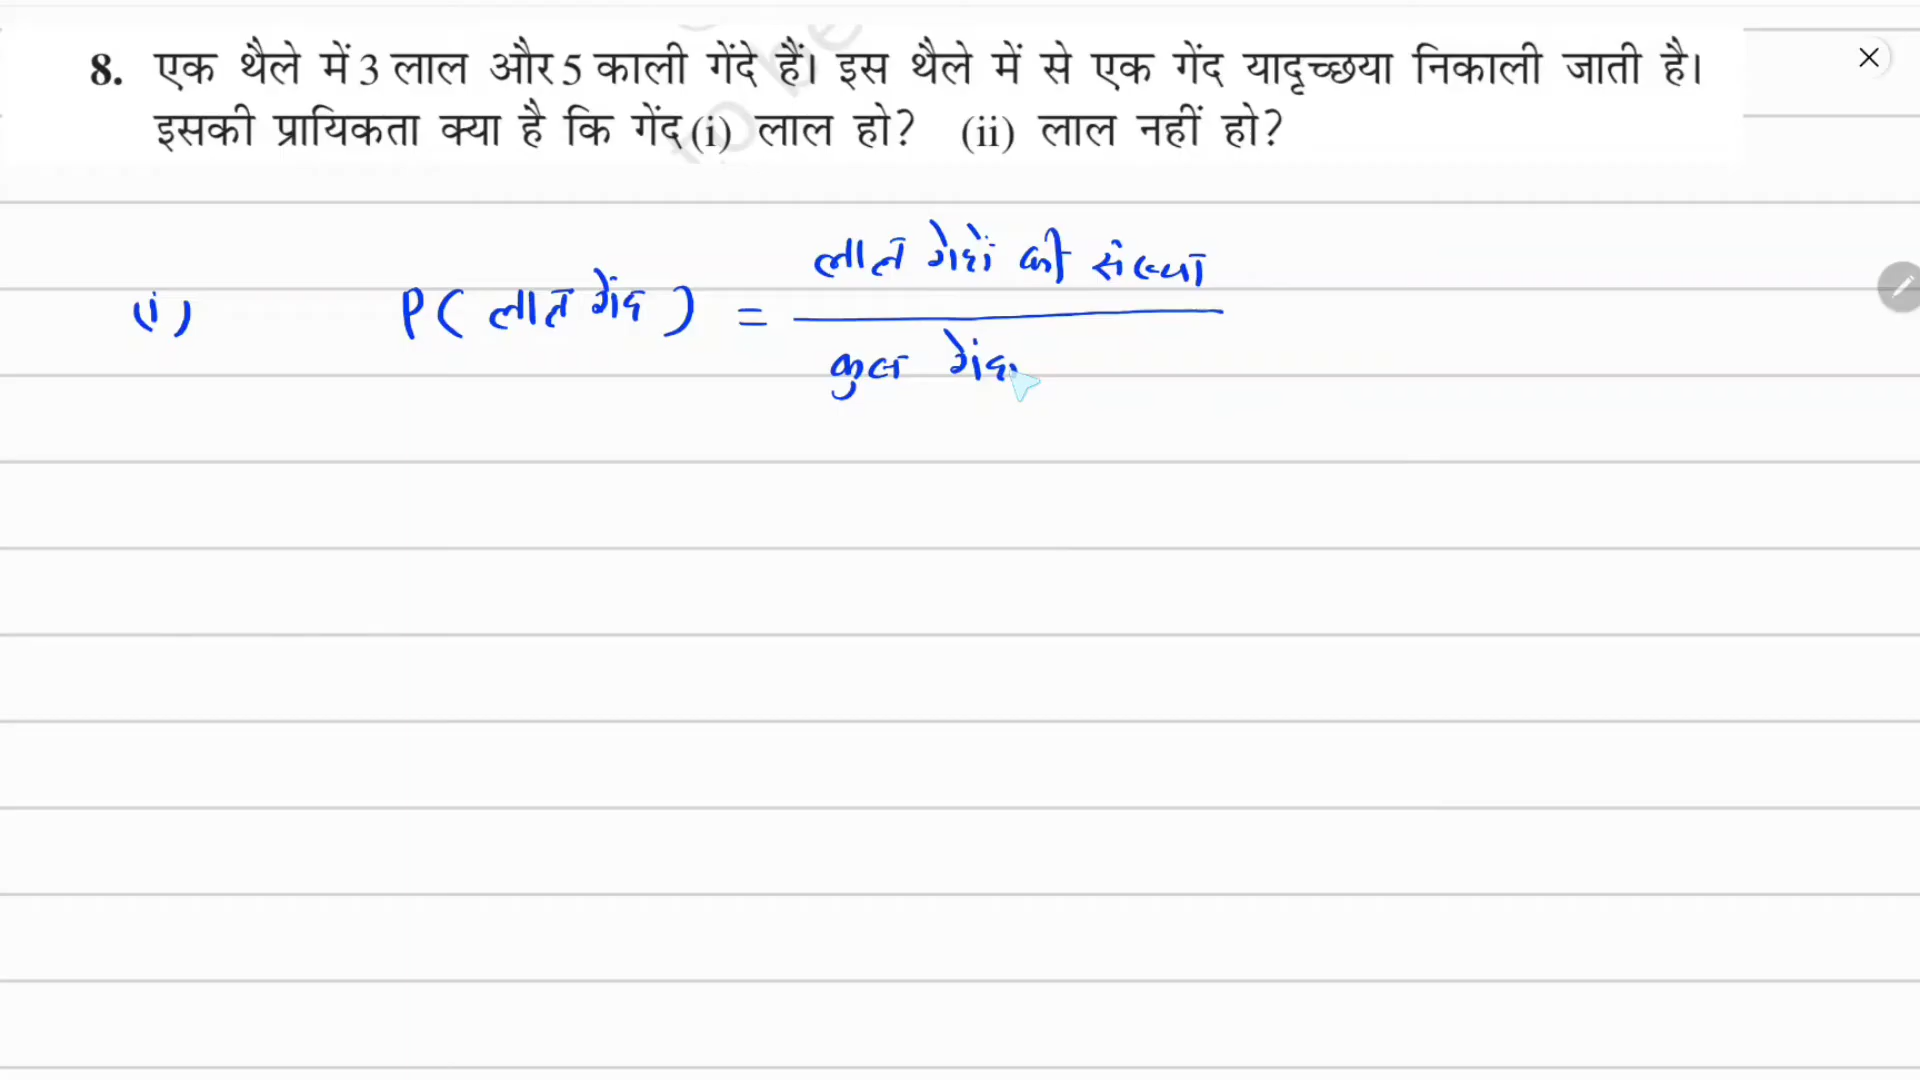 8. एक थैले में 3 लाल और 5 काली गेंदे हैं। इस थैले में से एक गेंद यादृच्छया निकाली जाती है।
इसकी प्रायिकता क्या है कि गेंद (i) लाल हो? (ii) लाल नहीं हो?
लाल गेदों की संख्या
(i) P( लाल गेंद ) =
कुल गेंद